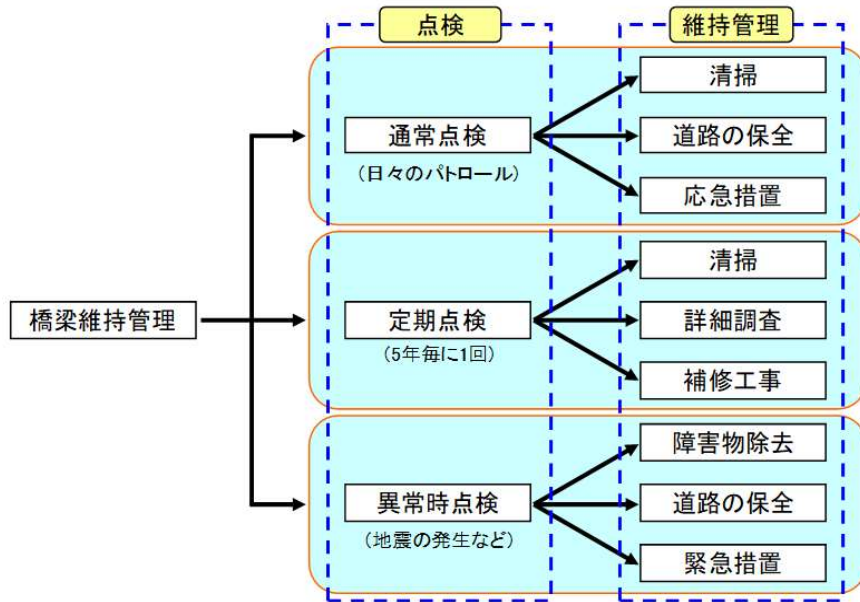 点検
維持管理
橋梁維持管理
通常点検
(日々のパトロール)
清掃
道路の保全
応急措置
定期点検
(5年毎に1回)
清掃
詳細調査
補修工事
異常時点検
(地震の発生など)
障害物除去
道路の保全
緊急措置